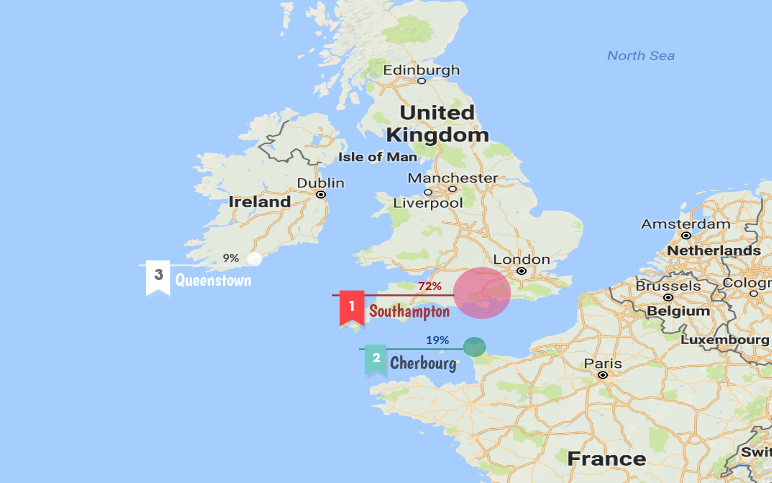 North Sea
Edinburgh
United
Kingdom
Isle of Man
Manchester
Dublin
Liverpool
Ireland
Amsterdam
Netherlands
London
9%
3
Queenstown
72%
1
Southampton
Brussels
Cologn
Belgium
19%
2
Cherbourg
Luxembourg
Paris
France
Swit